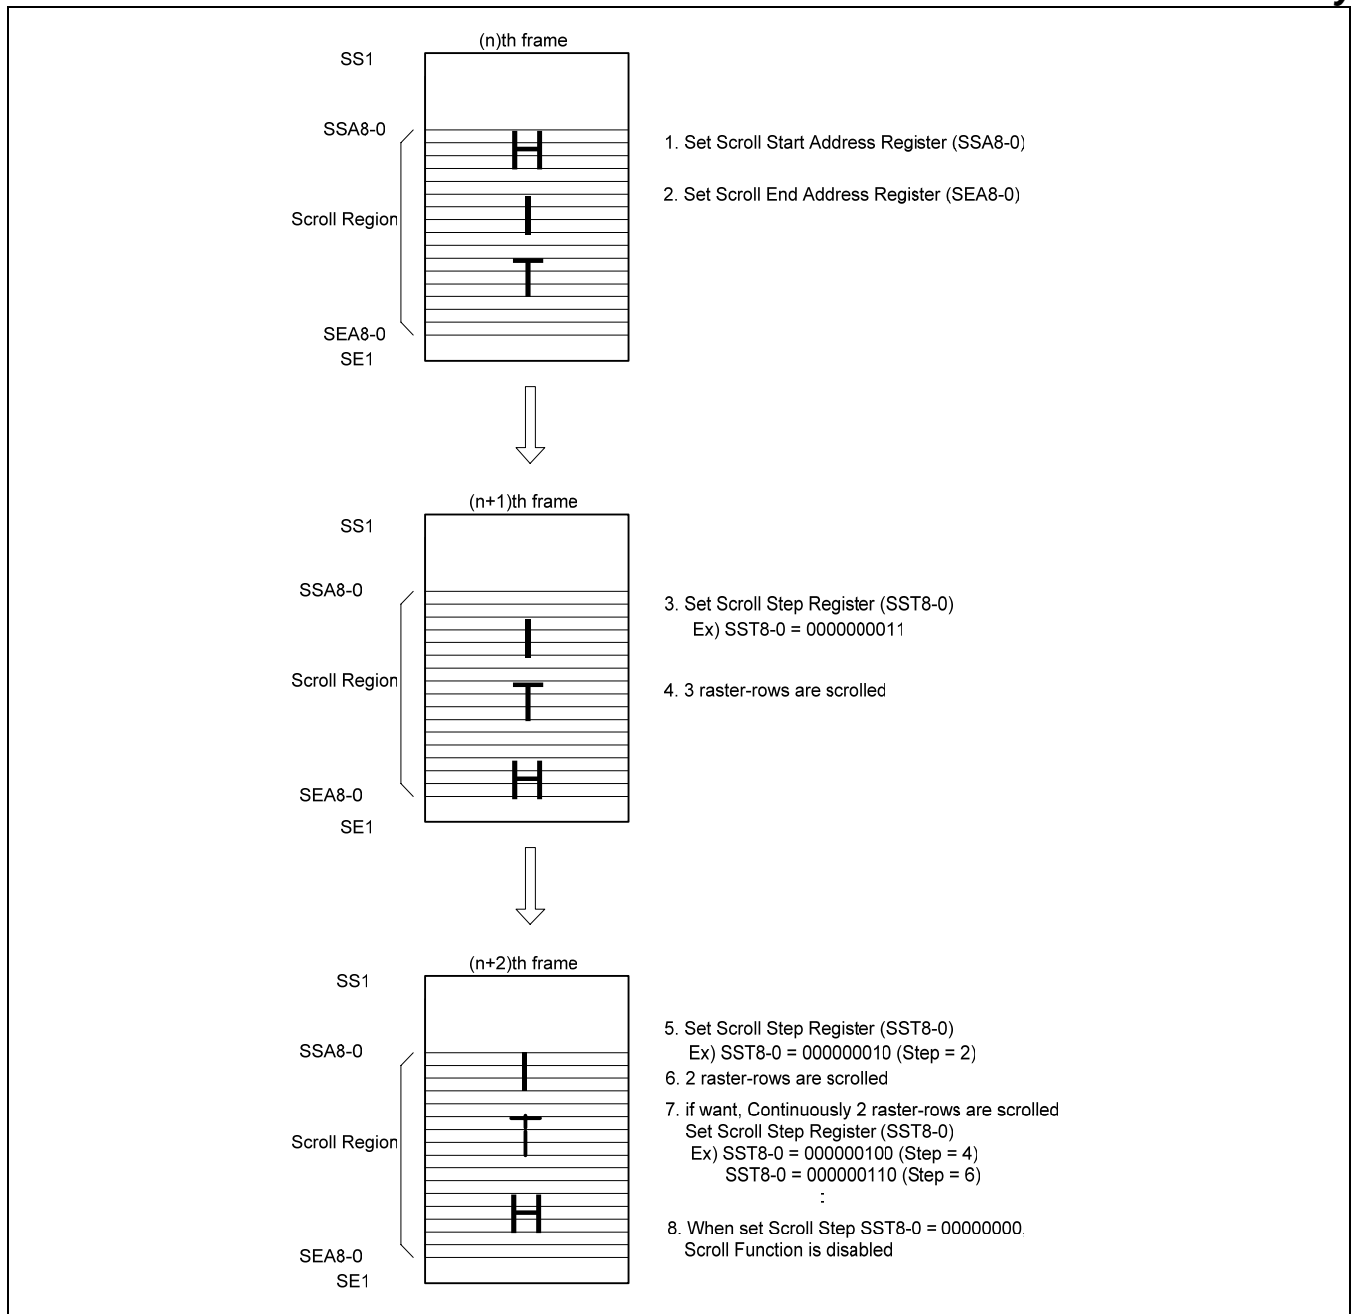 (n)th frame
SS1
SSA8-0
H
1. Set Scroll Start Address Register (SSA8-0)
2. Set Scroll End Address Register (SEA8-0)
I
Scroll Region
T
SEA8-0
SE1
(n+1)th frame
SS1
SSA8-0
3. Set Scroll Step Register (SST8-0)
Ex) SST8-0 = 0000000011
I
Scroll Region
4. 3 raster-rows are scrolled
T
H
SEA8-0
SE1
(n+2)th frame
SS1
5. Set Scroll Step Register (SST8-0)
SSA8-0
Ex) SST8-0 = 000000010 (Step = 2)
I
6. 2 raster-rows are scrolled
7. if want, Continuously 2 raster-rows are scrolled
T
Set Scroll Step Register (SST8-0)
Scroll Region
Ex) SST8-0 = 000000100 (Step = 4)
SST8-0 = 000000110 (Step = 6)
:
H
8. When set Scroll Step SST8-0 = 00000000,
Scroll Function is disabled
SEA8-0
SE1